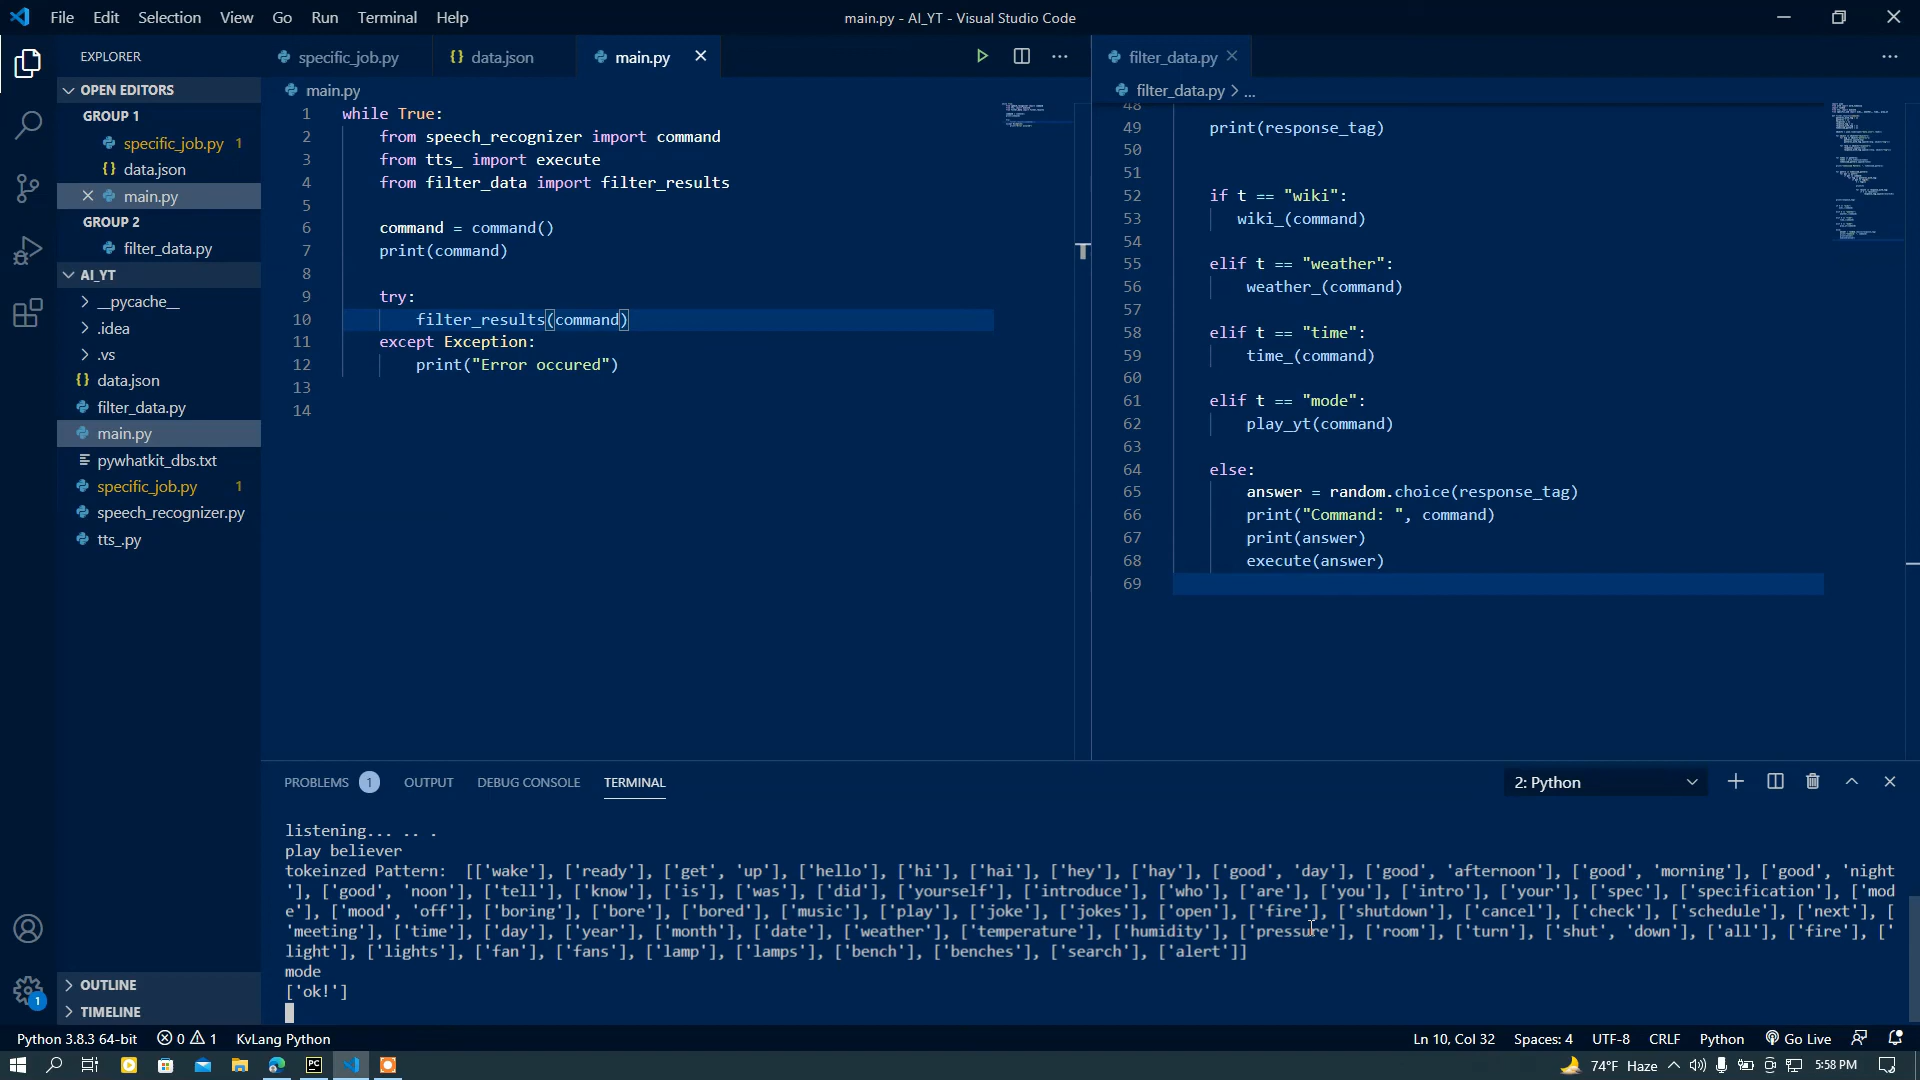 File Edit Selection View Go Run Terminal Help
main.py - AI_YT - Visual Studio Code
EXPLORER
OPEN EDITORS
GROUP 1
specific_job.py 1
data.json
main.py
GROUP 2
filter_data.py
AI_YT
__pycache__
.idea
.vs
data.json
filter_data.py
main.py
pywhatkit_dbs.txt
specific_job.py 1
speech_recognizer.py
tts_.py
OUTLINE
TIMELINE
specific_job.py data.json main.py
main.py
1 while True:
2 from speech_recognizer import command
3 from tts_ import execute
4 from filter_data import filter_results
5
6 command = command()
7 print(command)
8
9 try:
10 filter_results(command)
11 except Exception:
12 print("Error occured")
13
14
filter_data.py
filter_data.py > ...
48
49 print(response_tag)
50
51
52 if t == "wiki":
53 wiki_(command)
54
55 elif t == "weather":
56 weather_(command)
57
58 elif t == "time":
59 time_(command)
60
61 elif t == "mode":
62 play_yt(command)
63
64 else:
65 answer = random.choice(response_tag)
66 print("Command: ", command)
67 print(answer)
68 execute(answer)
69
PROBLEMS 1 OUTPUT DEBUG CONSOLE TERMINAL
2: Python
listening... .. .
play believer
tokeinzed Pattern:  [['wake'], ['ready'], ['get', 'up'], ['hello'], ['hi'], ['hai'], ['hey'], ['hay'], ['good', 'day'], ['good', 'afternoon'], ['good', 'morning'], ['good', 'night
'], ['good', 'noon'], ['tell'], ['know'], ['is'], ['was'], ['did'], ['yourself'], ['introduce'], ['who'], ['are'], ['you'], ['intro'], ['your'], ['spec'], ['specification'], ['mod
e'], ['mood', 'off'], ['boring'], ['bore'], ['bored'], ['music'], ['play'], ['joke'], ['jokes'], ['open'], ['fire'], ['shutdown'], ['cancel'], ['check'], ['schedule'], ['next'], [
'meeting'], ['time'], ['day'], ['year'], ['month'], ['date'], ['weather'], ['temperature'], ['humidity'], ['pressure'], ['room'], ['turn'], ['shut', 'down'], ['all'], ['fire'], ['
light'], ['lights'], ['fan'], ['fans'], ['lamp'], ['lamps'], ['bench'], ['benches'], ['search'], ['alert']]
mode
['ok!']
1
Python 3.8.3 64-bit 0 1 KvLang Python
Ln 10, Col 32 Spaces: 4 UTF-8 CRLF Python Go Live
PC
74°F Haze 5:58 PM